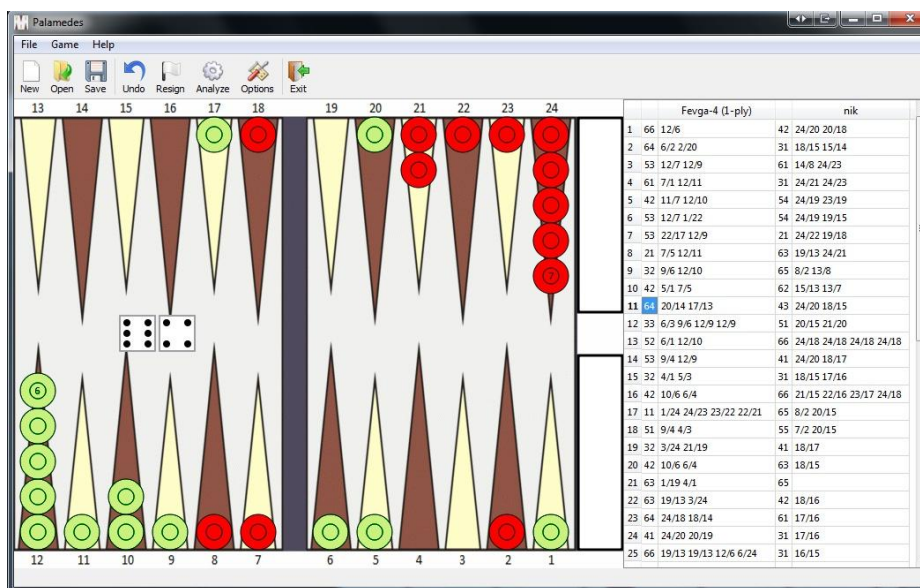 Palamedes
File Game Help
New Open Save Undo Resign Analyze Options Exit
13 14 15 16 17 18 19 20 21 22 23 24
7
6
12 11 10 9 8 7 6 5 4 3 2 1
Fevga-4 (1-ply) nik
1 66 12/6 42 24/20 20/18
2 64 6/2 2/20 31 18/15 15/14
3 53 12/7 12/9 61 14/8 24/23
4 61 7/1 12/11 31 24/21 24/23
5 42 11/7 12/10 54 24/19 23/19
6 53 12/7 1/22 54 24/19 19/15
7 53 22/17 12/9 21 24/22 19/18
8 21 7/5 12/11 63 19/13 24/21
9 32 9/6 12/10 65 8/2 13/8
10 42 5/1 7/5 62 15/13 13/7
11 64 20/14 17/13 43 24/20 18/15
12 33 6/3 9/6 12/9 12/9 51 20/15 21/20
13 52 6/1 12/10 66 24/18 24/18 24/18 24/18
14 53 9/4 12/9 41 24/20 18/17
15 32 4/1 5/3 31 18/15 17/16
16 42 10/6 6/4 66 21/15 22/16 23/17 24/18
17 11 1/24 24/23 23/22 22/21 65 8/2 20/15
18 51 9/4 4/3 55 7/2 20/15
19 32 3/24 21/19 41 18/17
20 42 10/6 6/4 63 18/15
21 63 1/19 4/1 65
22 63 19/13 3/24 42 18/16
23 64 24/18 18/14 61 17/16
24 41 24/20 20/19 31 17/16
25 66 19/13 19/13 12/6 6/24 31 16/15